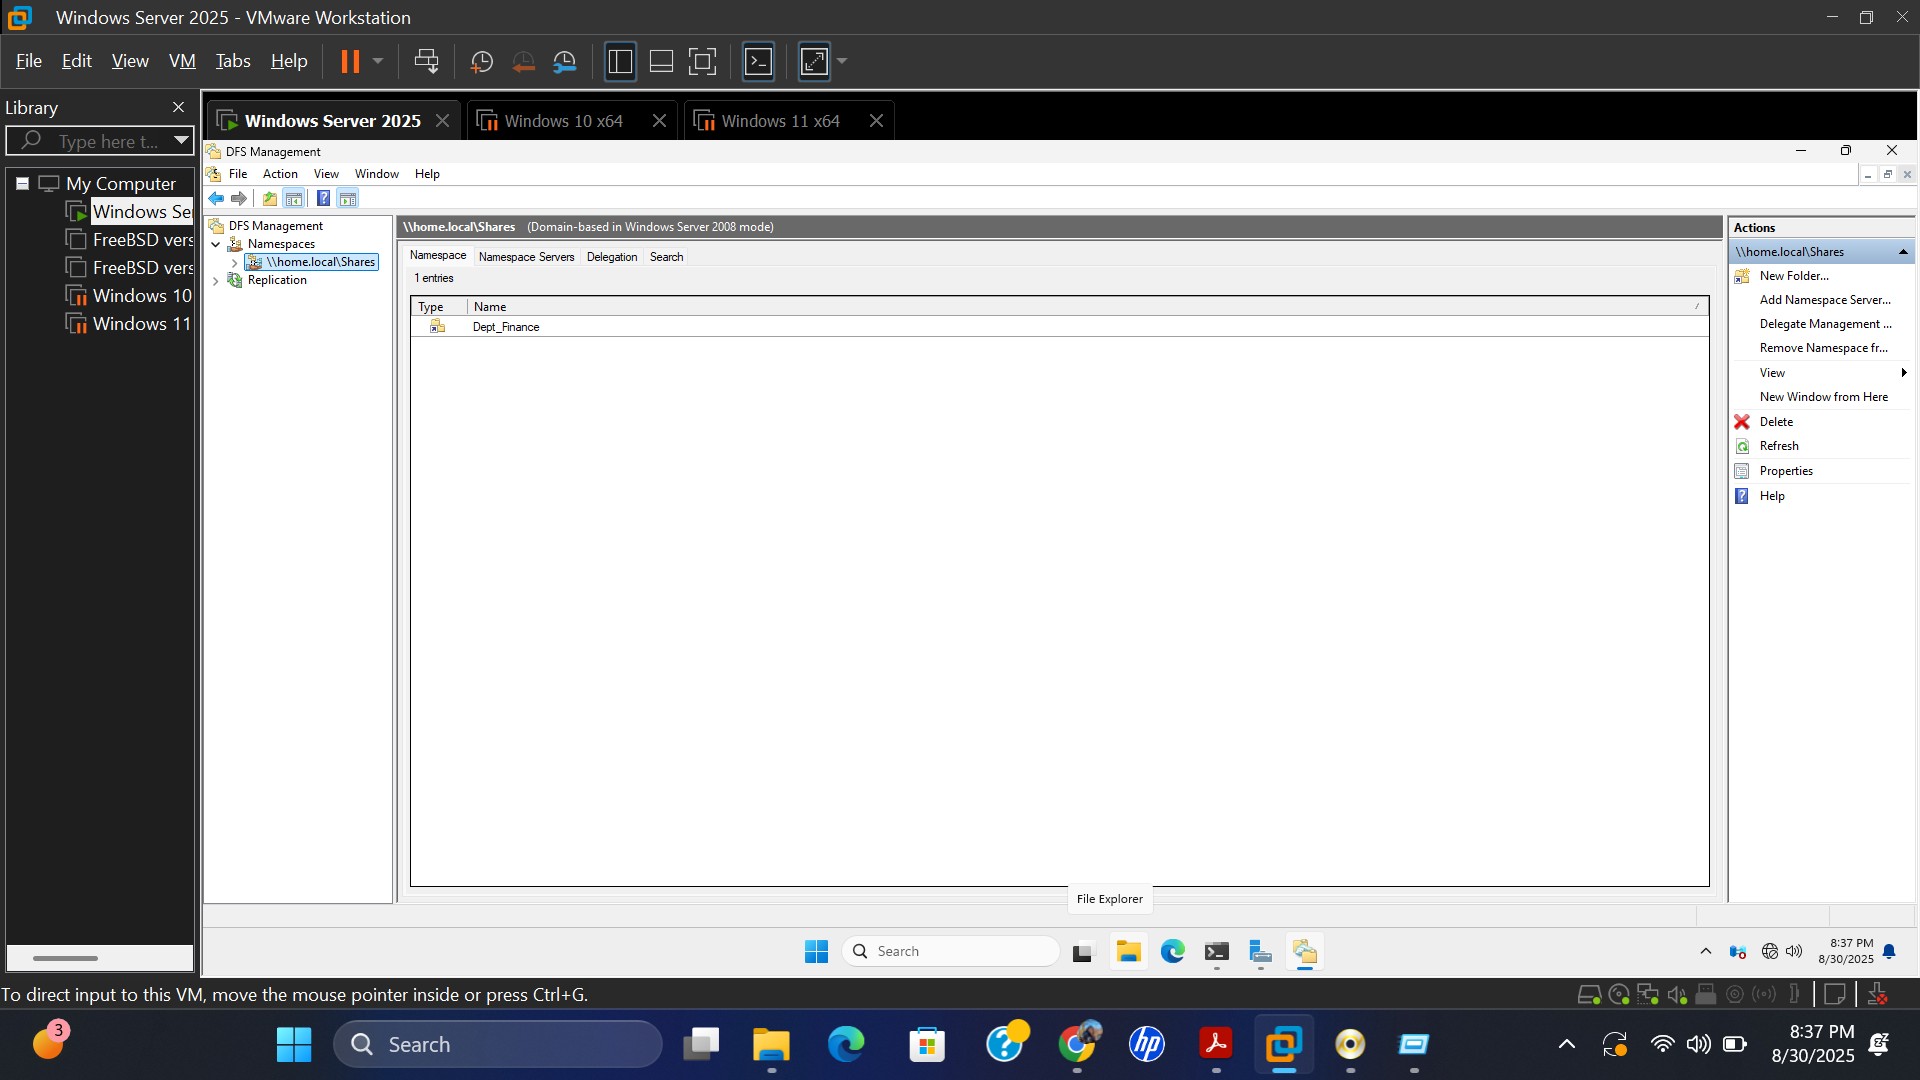 Windows Server 2025 - VMware Workstation
File Edit View VM Tabs Help
Library
Type here t...
My Computer
Windows Ser
FreeBSD vers
FreeBSD vers
Windows 10
Windows 11
Windows Server 2025
Windows 10 x64
Windows 11 x64
DFS Management
File Action View Window Help
DFS Management
Namespaces
\\home.local\Shares
Replication
\\home.local\Shares (Domain-based in Windows Server 2008 mode)
Namespace Namespace Servers Delegation Search
1 entries
Type Name
Dept_Finance
Actions
\\home.local\Shares
New Folder...
Add Namespace Server...
Delegate Management ...
Remove Namespace fr...
View
New Window from Here
Delete
Refresh
Properties
Help
File Explorer
Search
8:37 PM
8/30/2025
To direct input to this VM, move the mouse pointer inside or press Ctrl+G.
3
Search
hp
8:37 PM
8/30/2025